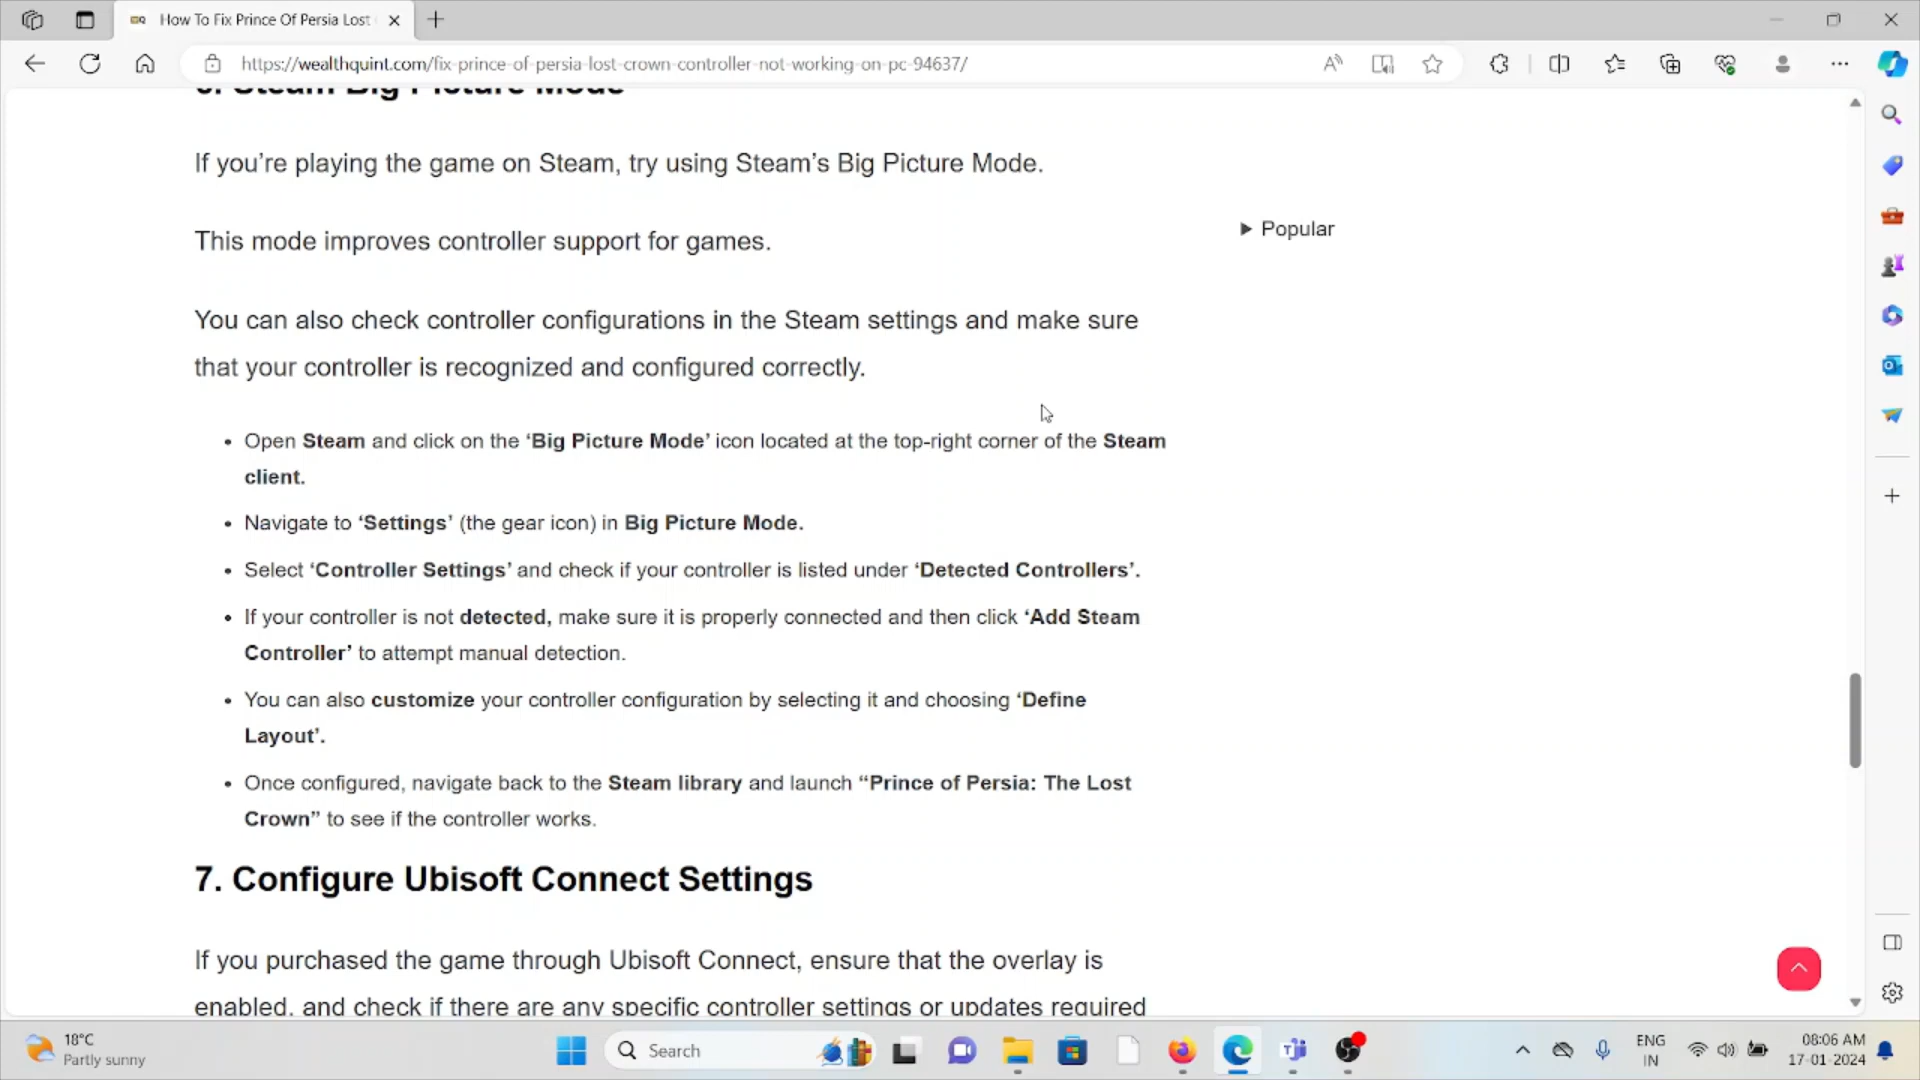 How To Fix Prince Of Persia Lost
https://wealthquint.com/fix-prince-of-persia-lost-crown-controller-not-working-on-pc-94637/
6. Steam Big Picture Mode
If you’re playing the game on Steam, try using Steam’s Big Picture Mode.
This mode improves controller support for games.
Popular
You can also check controller configurations in the Steam settings and make sure
that your controller is recognized and configured correctly.
• Open Steam and click on the ‘Big Picture Mode’ icon located at the top-right corner of the Steam
client.
• Navigate to ‘Settings’ (the gear icon) in Big Picture Mode.
• Select ‘Controller Settings’ and check if your controller is listed under ‘Detected Controllers’.
• If your controller is not detected, make sure it is properly connected and then click ‘Add Steam
Controller’ to attempt manual detection.
• You can also customize your controller configuration by selecting it and choosing ‘Define
Layout’.
• Once configured, navigate back to the Steam library and launch “Prince of Persia: The Lost
Crown” to see if the controller works.
7. Configure Ubisoft Connect Settings
If you purchased the game through Ubisoft Connect, ensure that the overlay is
enabled, and check if there are any specific controller settings or updates required
18°C
Partly sunny
Search
ENG
IN
08:06 AM
17-01-2024